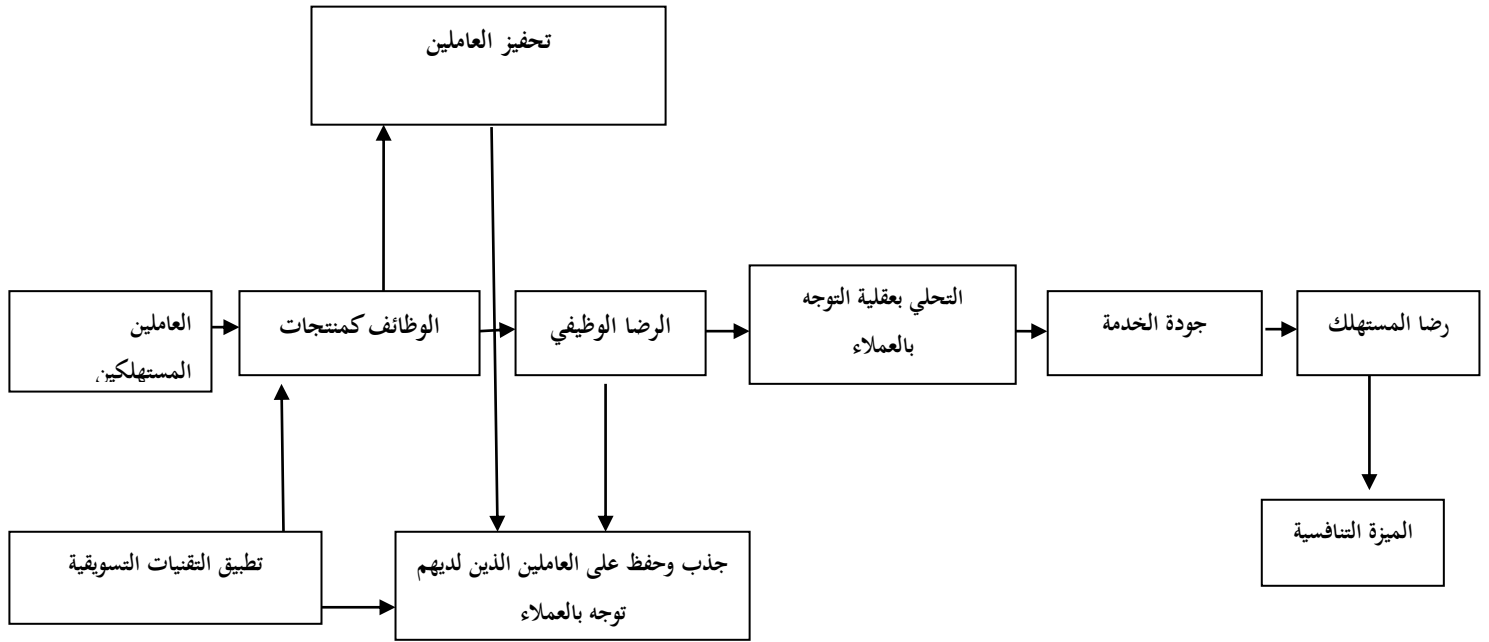 تحفيز العاملين
العاملين
المستهلكين
الوظائف كمنتجات
الرضا الوظيفي
التحلي بعقلية التوجه
بالعملاء
جودة الخدمة
رضا المستهلك
تطبيق التقنيات التسويقية
جذب وحفظ على العاملين الذين لديهم
توجه بالعملاء
الميزة التنافسية